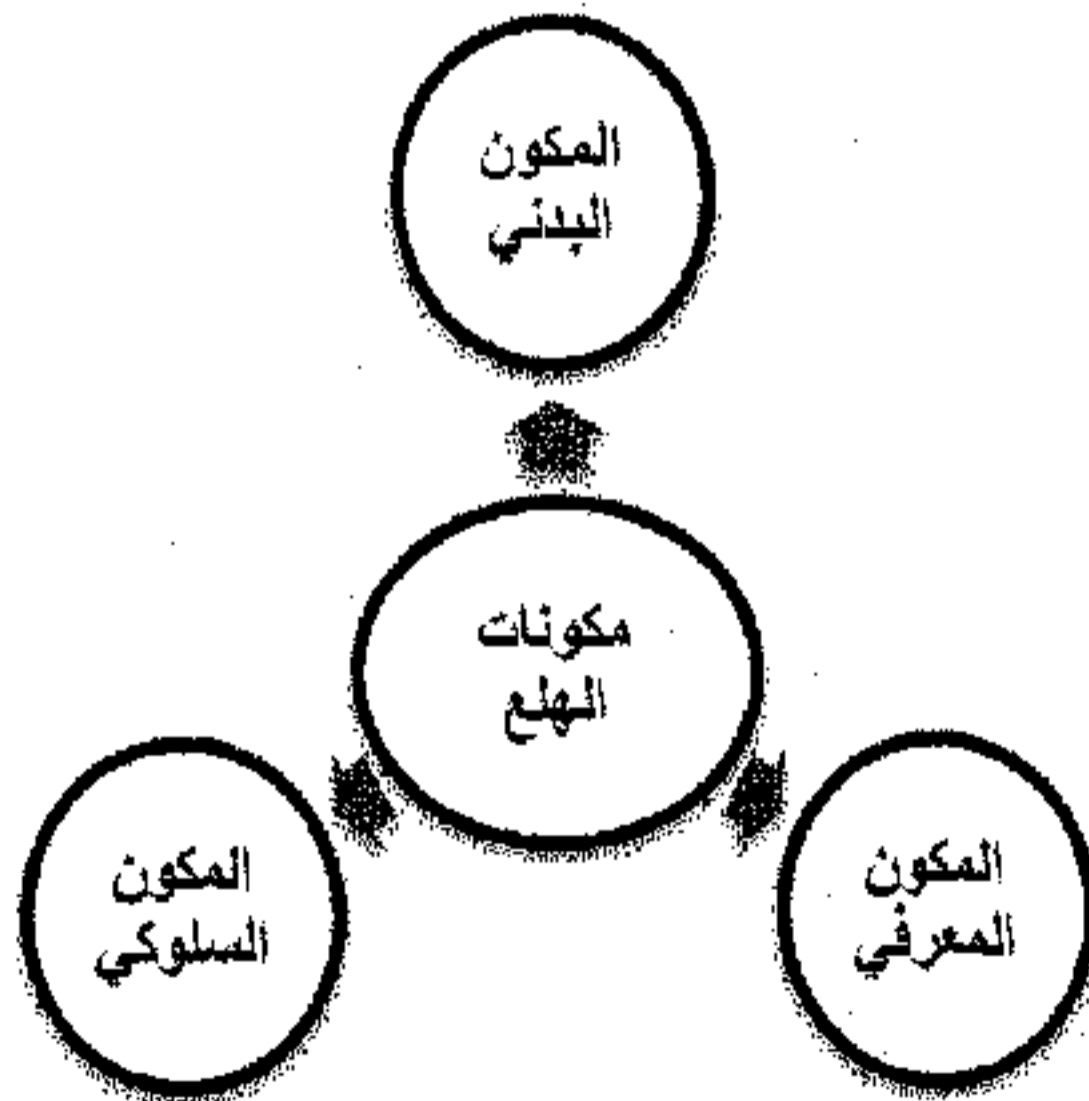 المكون
البدني
مكونات
الهلع
المكون
المعرفي
المكون
السلوكي